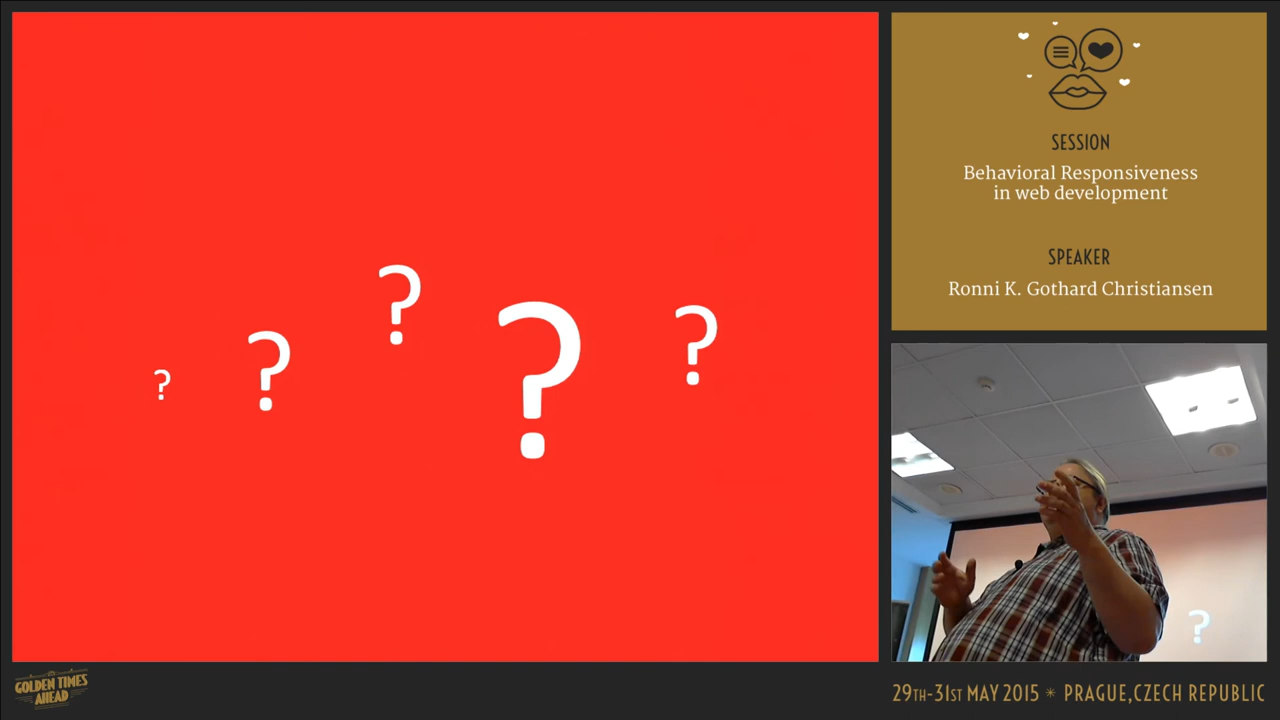 ? ? ? ? ?
SESSION
Behavioral Responsiveness
in web development
SPEAKER
Ronni K. Gothard Christiansen
?
GOLDEN TIMES
AHEAD
29TH-31ST MAY 2015 * PRAGUE,CZECH REPUBLIC